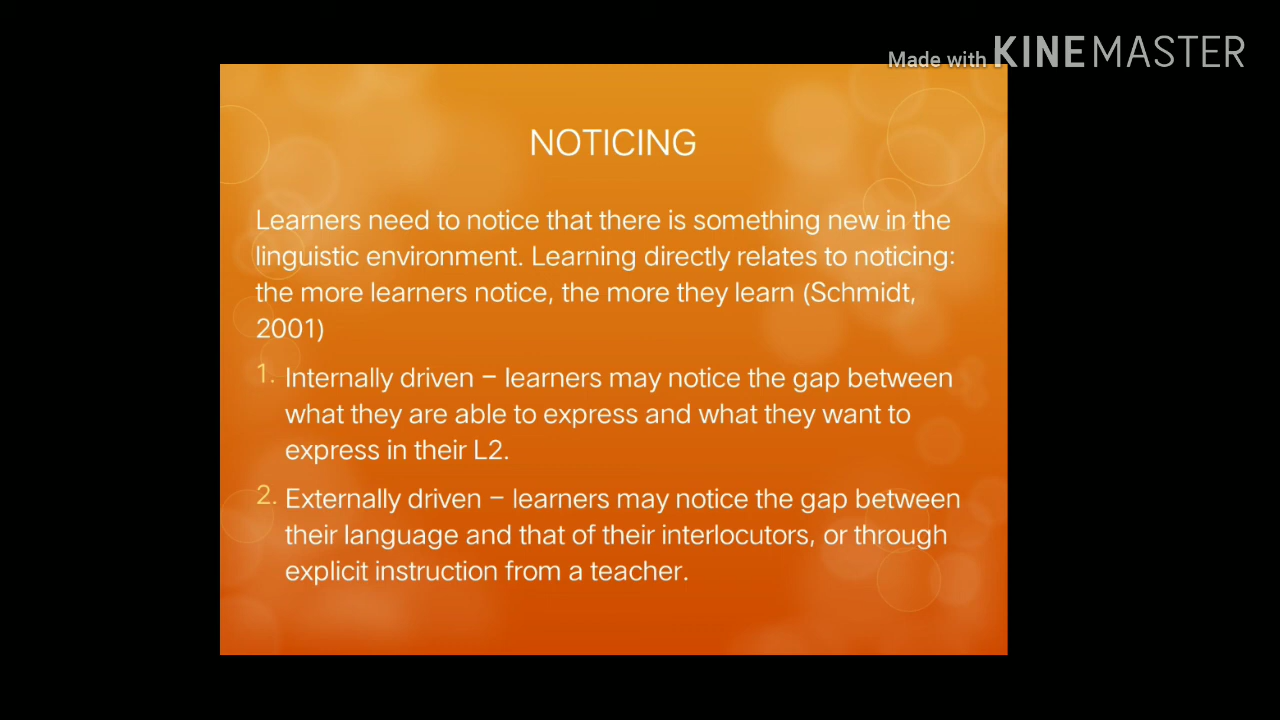 Made with KINEMASTER
NOTICING
Learners need to notice that there is something new in the
linguistic environment. Learning directly relates to noticing:
the more learners notice, the more they learn (Schmidt,
2001)
1. Internally driven – learners may notice the gap between
what they are able to express and what they want to
express in their L2.
2. Externally driven – learners may notice the gap between
their language and that of their interlocutors, or through
explicit instruction from a teacher.